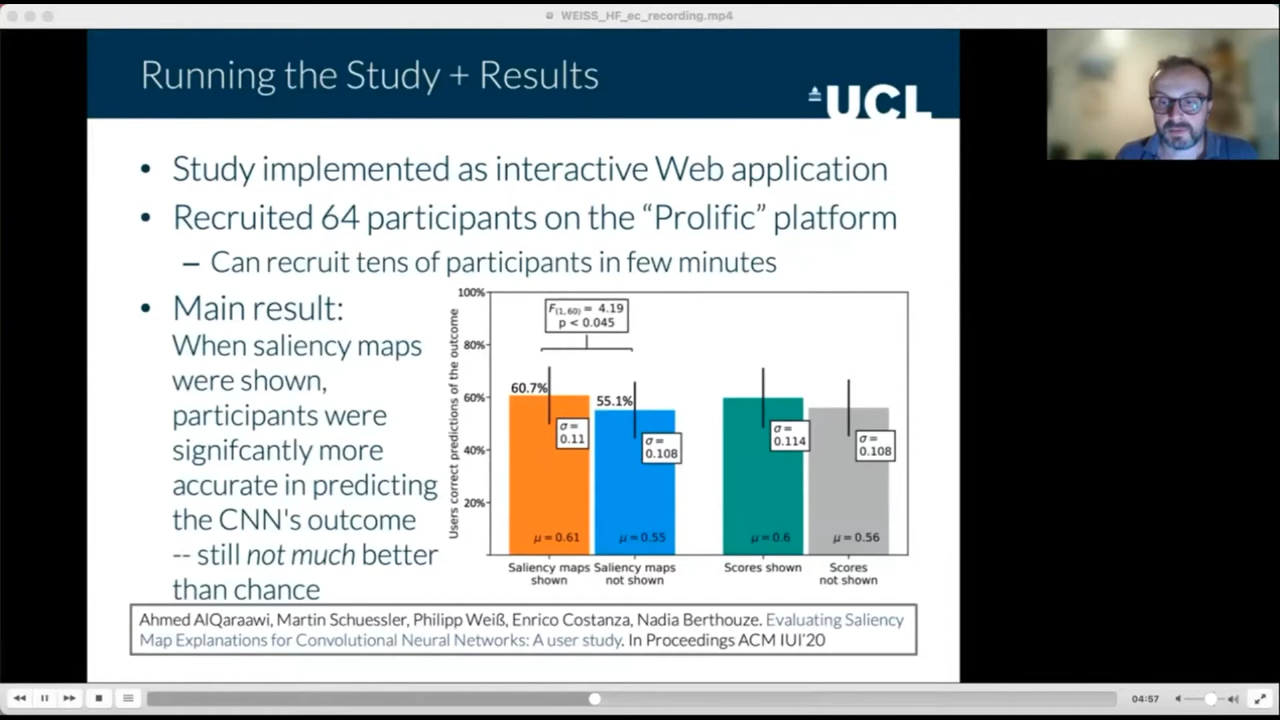 WEISS_HF_ec_recording.mp4
Running the Study + Results
UCL
• Study implemented as interactive Web application
• Recruited 64 participants on the “Prolific” platform
– Can recruit tens of participants in few minutes
• Main result:
When saliency maps
were shown,
participants were
signifcantly more
accurate in predicting
the CNN's outcome
-- still not much better
than chance
Users correct predictions of the outcome
100%
80%
60%
40%
20%
F(1, 60) = 4.19
p < 0.045
60.7%
55.1%
σ =
0.11
σ =
0.108
σ =
0.114
σ =
0.108
μ = 0.61
μ = 0.55
μ = 0.6
μ = 0.56
Saliency maps
shown
Saliency maps
not shown
Scores shown
Scores
not shown
Ahmed AlQaraawi, Martin Schuessler, Philipp Weiß, Enrico Costanza, Nadia Berthouze. Evaluating Saliency
Map Explanations for Convolutional Neural Networks: A user study. In Proceedings ACM IUI’20
04:57